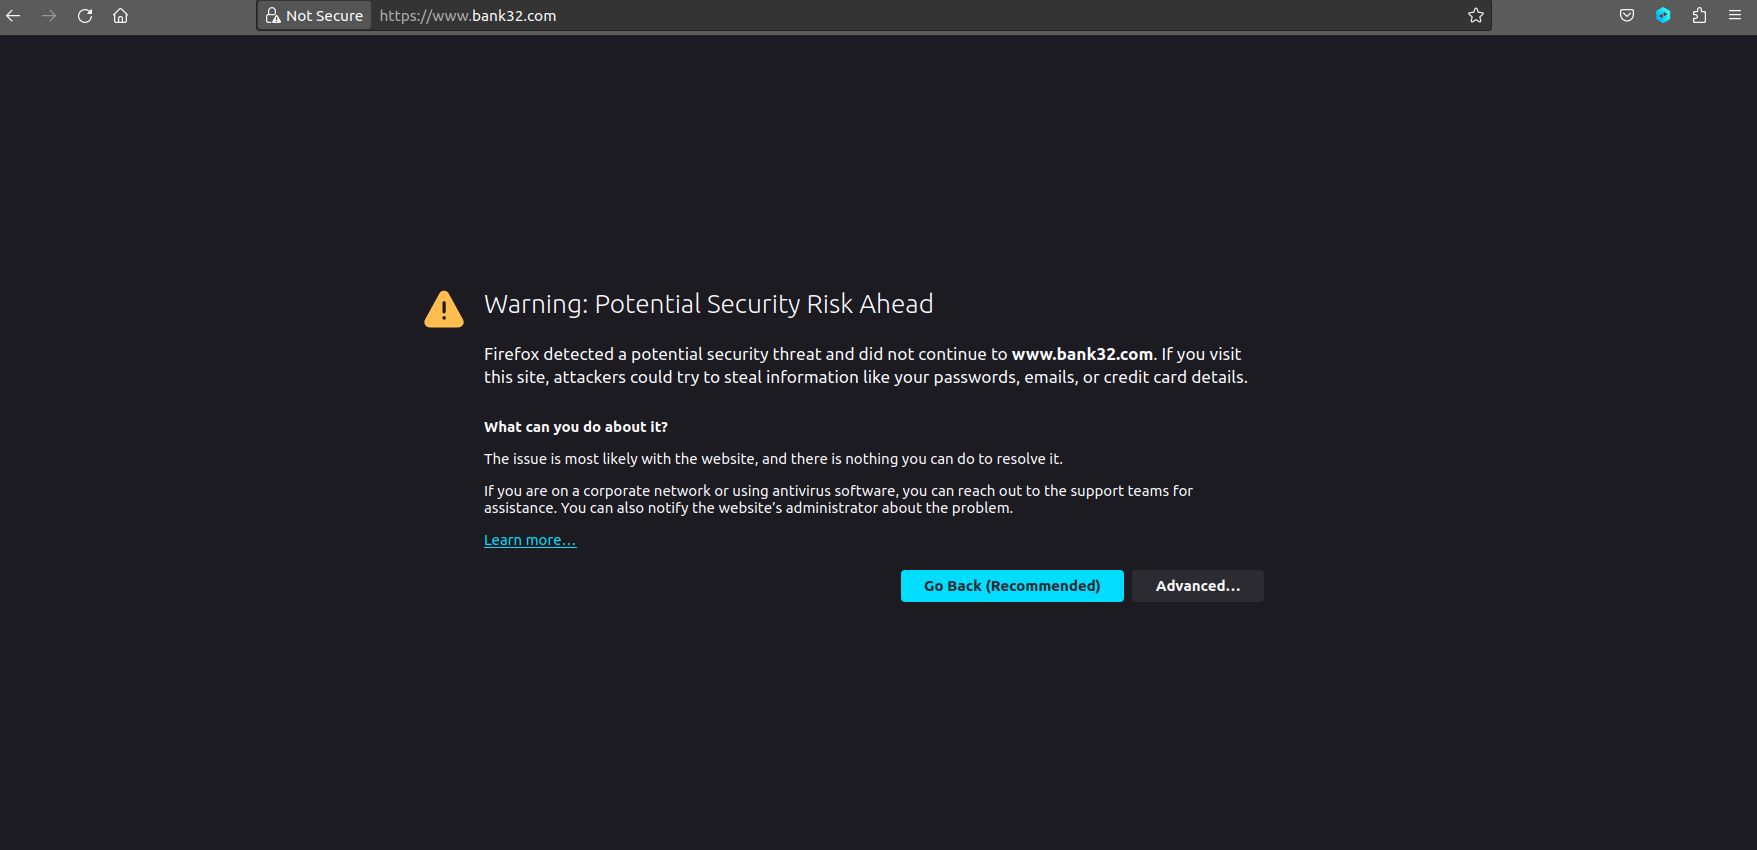 Not Secure https://www.bank32.com
Warning: Potential Security Risk Ahead
Firefox detected a potential security threat and did not continue to www.bank32.com. If you visit
this site, attackers could try to steal information like your passwords, emails, or credit card details.
What can you do about it?
The issue is most likely with the website, and there is nothing you can do to resolve it.
If you are on a corporate network or using antivirus software, you can reach out to the support teams for
assistance. You can also notify the website’s administrator about the problem.
Learn more…
Go Back (Recommended) Advanced…